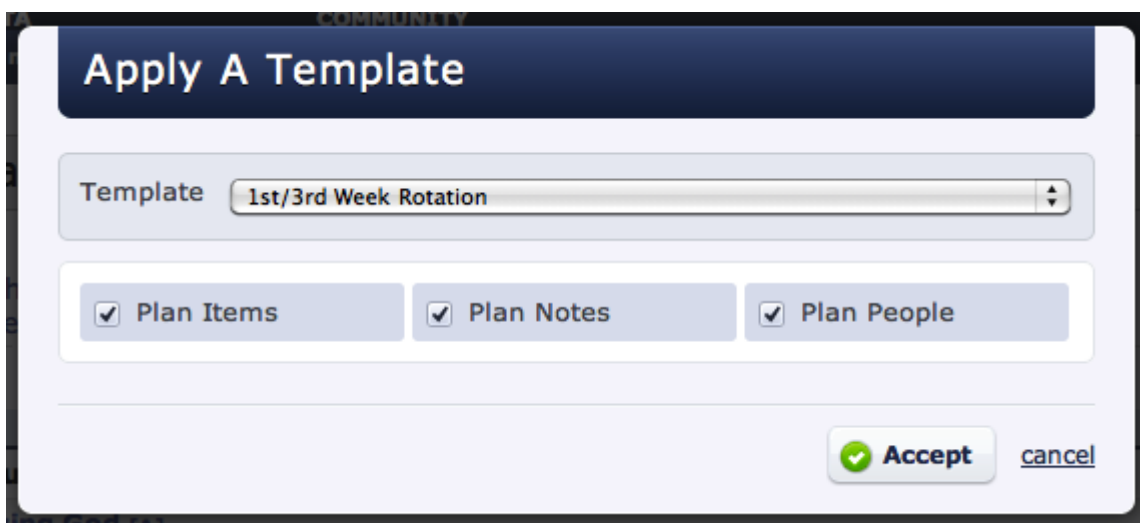 COMMUNITY
Apply A Template
Template 1st/3rd Week Rotation
Plan Items Plan Notes Plan People
Accept cancel